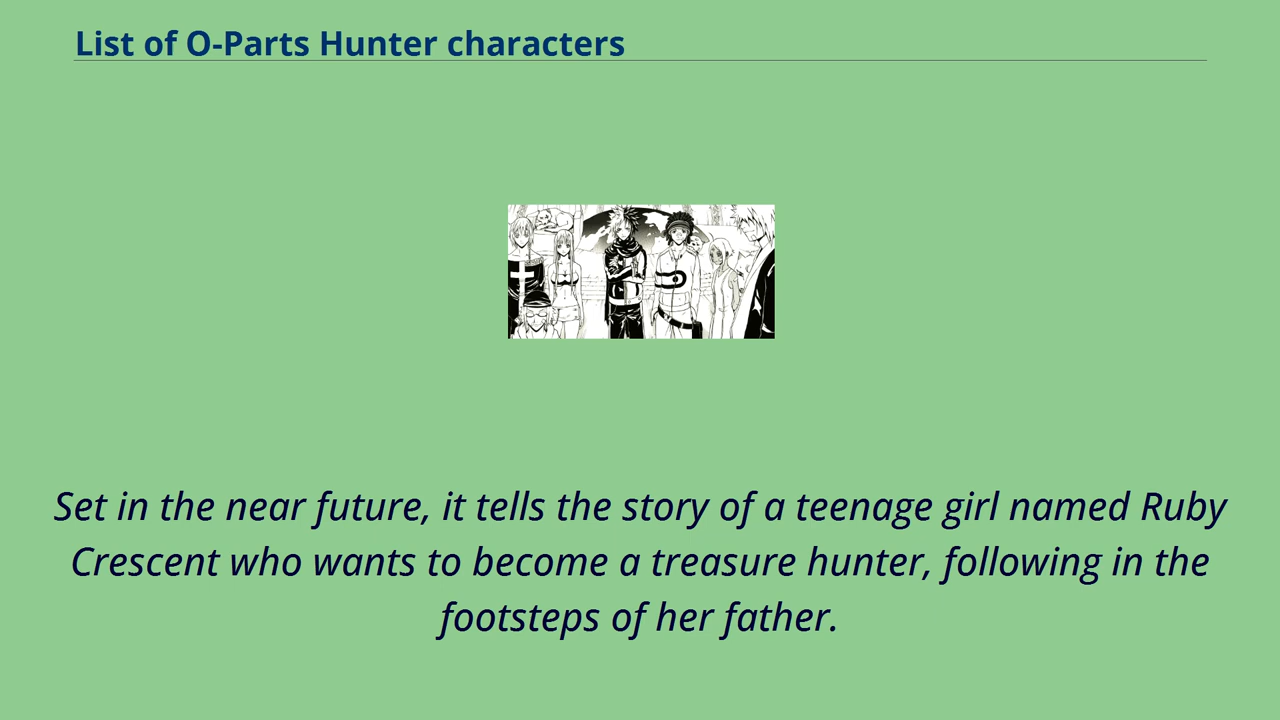 List of O-Parts Hunter characters
Set in the near future, it tells the story of a teenage girl named Ruby
Crescent who wants to become a treasure hunter, following in the
footsteps of her father.